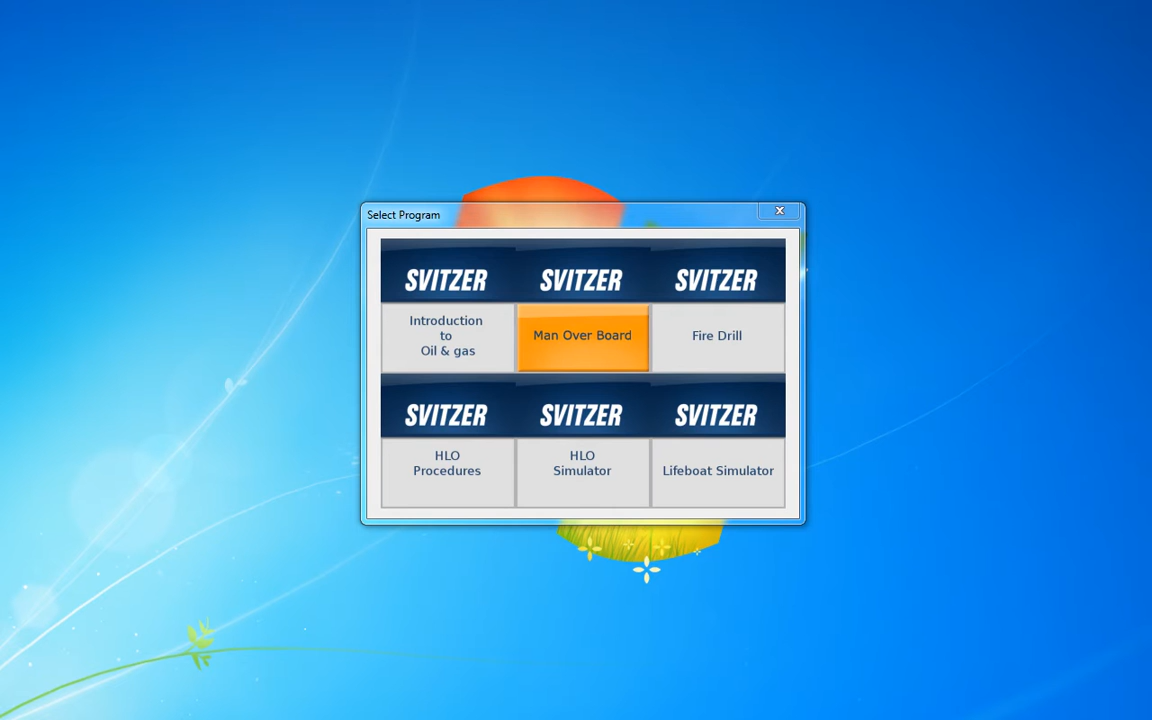 Select Program
SVITZER SVITZER SVITZER
Introduction
to
Oil & gas
Man Over Board
Fire Drill
SVITZER SVITZER SVITZER
HLO
Procedures
HLO
Simulator
Lifeboat Simulator